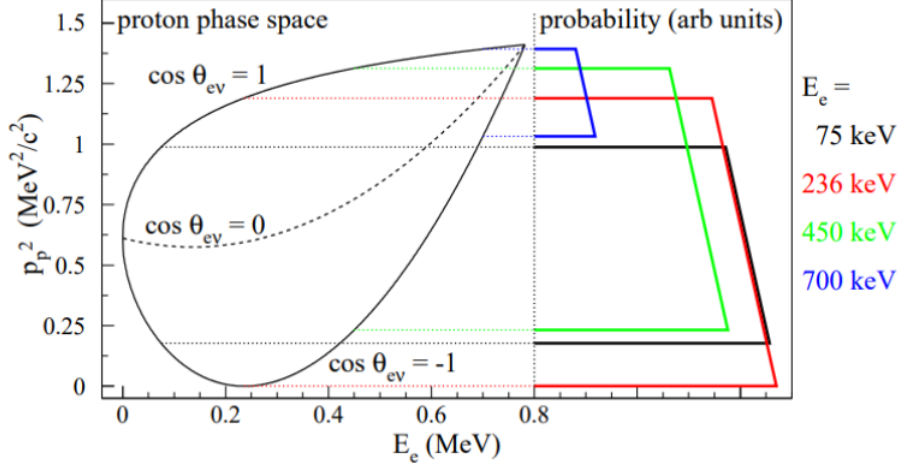 proton phase space
probability (arb units)
1.5
1.25
1
0.75
0.5
0.25
0
p_p^2 (MeV^2/c^2)
cos θ_eν = 1
cos θ_eν = 0
cos θ_eν = -1
0
0.2
0.4
0.6
0.8
E_e (MeV)
E_e =
75 keV
236 keV
450 keV
700 keV